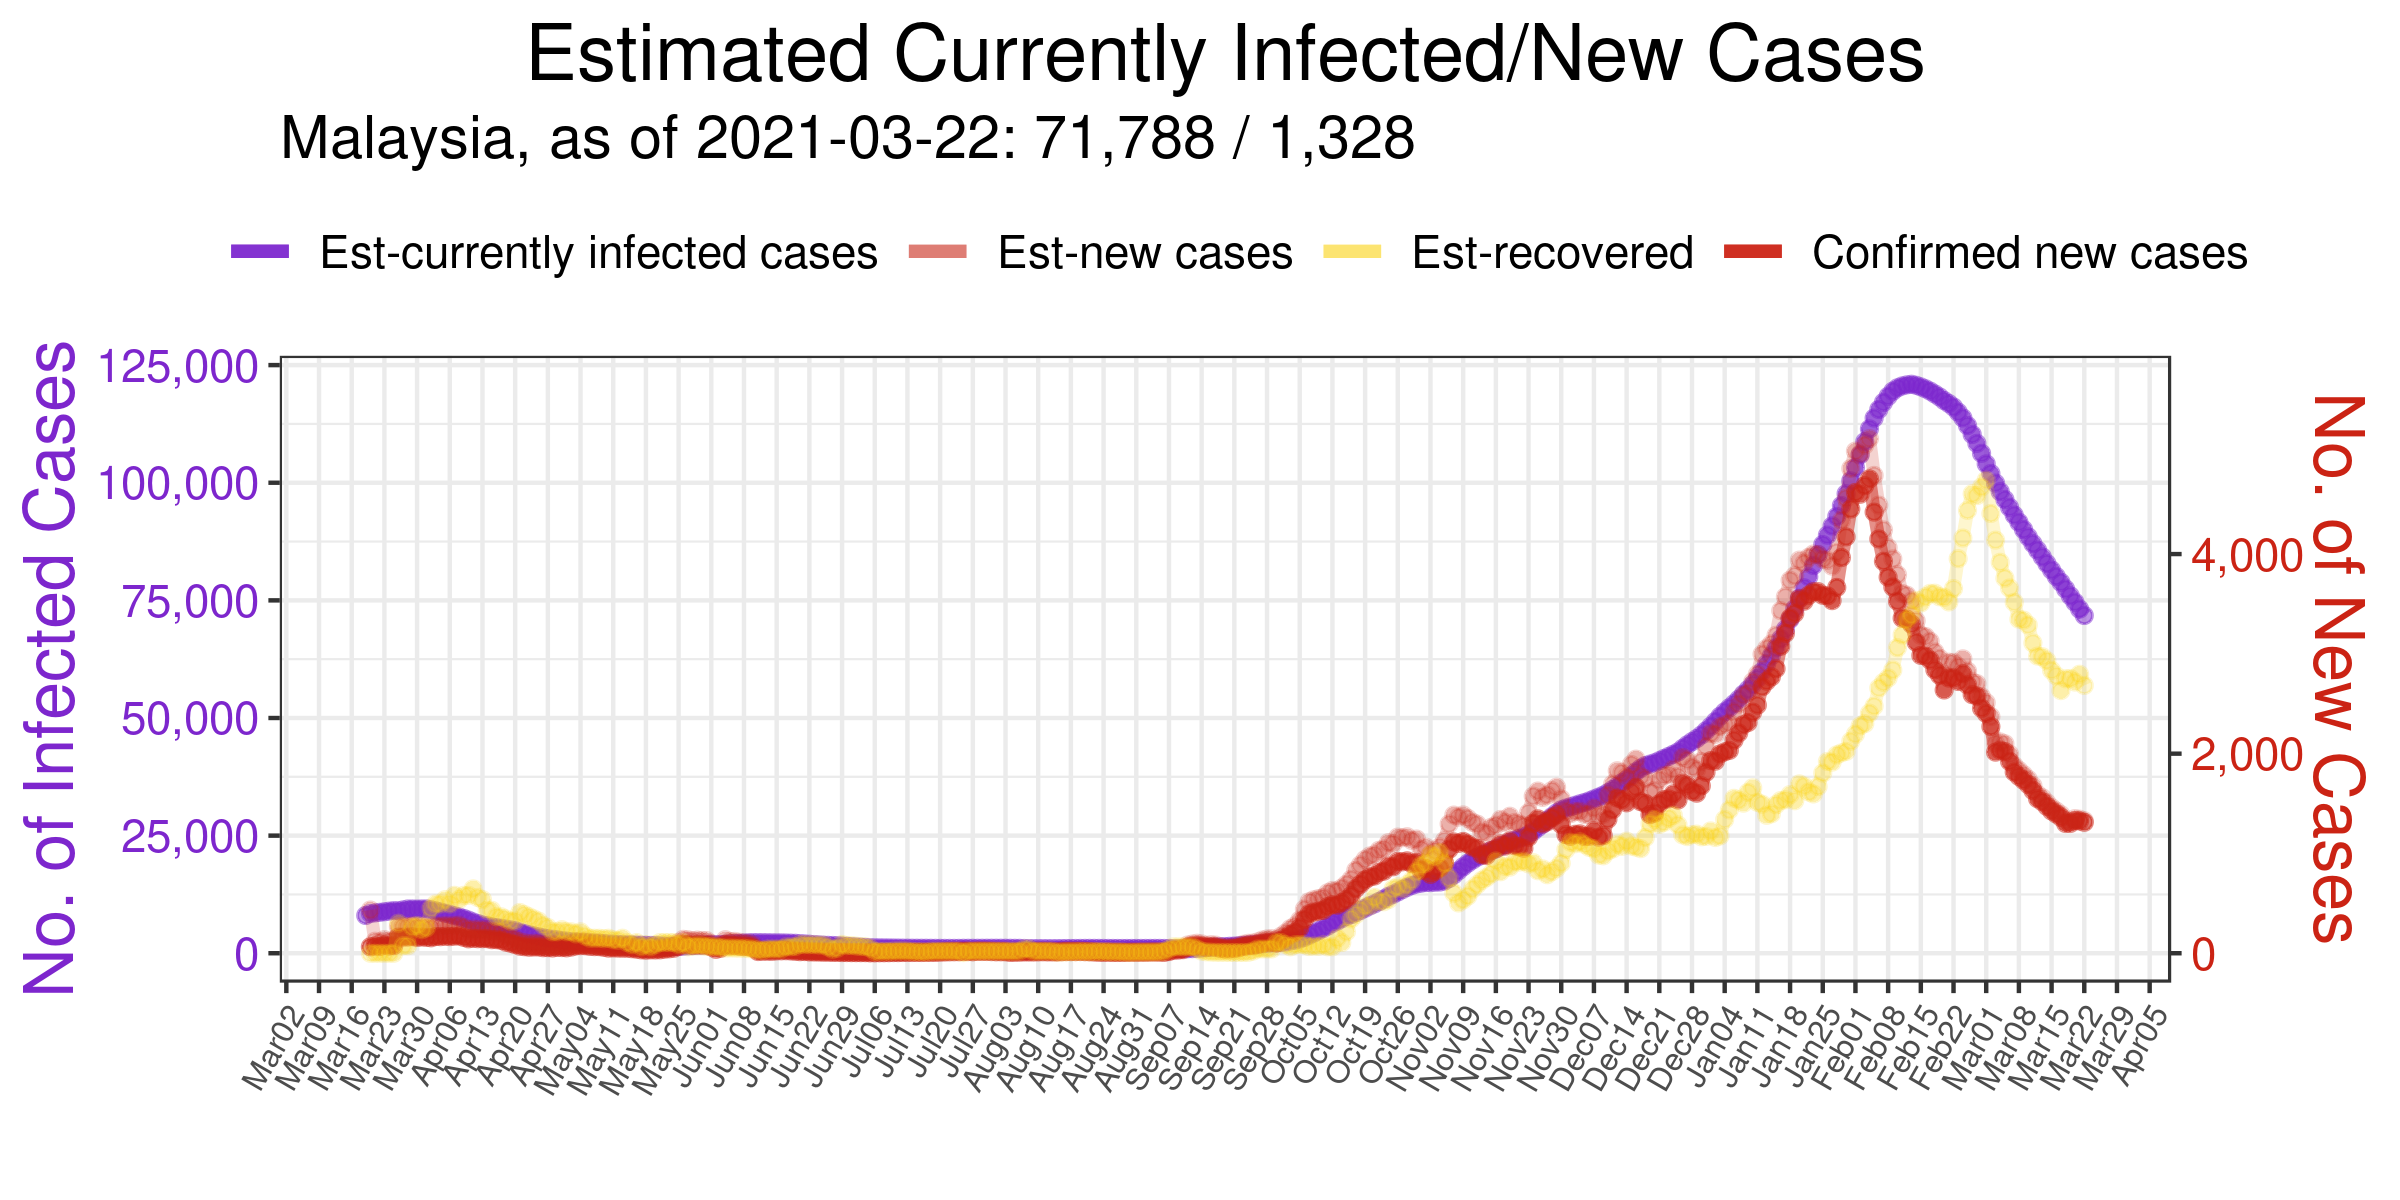 Estimated Currently Infected/New Cases
Malaysia, as of 2021-03-22: 71,788 / 1,328
Est-currently infected cases Est-new cases Est-recovered Confirmed new cases
No. of Infected Cases
125,000
100,000
75,000
50,000
25,000
0
No. of New Cases
4,000
2,000
0
Mar02 Mar09 Mar16 Mar23 Mar30 Apr06 Apr13 Apr20 Apr27 May04 May11 May18 May25 Jun01 Jun08 Jun15 Jun22 Jun29 Jul06 Jul13 Jul20 Jul27 Aug03 Aug10 Aug17 Aug24 Aug31 Sep07 Sep14 Sep21 Sep28 Oct05 Oct12 Oct19 Oct26 Nov02 Nov09 Nov16 Nov23 Nov30 Dec07 Dec14 Dec21 Dec28 Jan04 Jan11 Jan18 Jan25 Feb01 Feb08 Feb15 Feb22 Mar01 Mar08 Mar15 Mar22 Mar29 Apr05